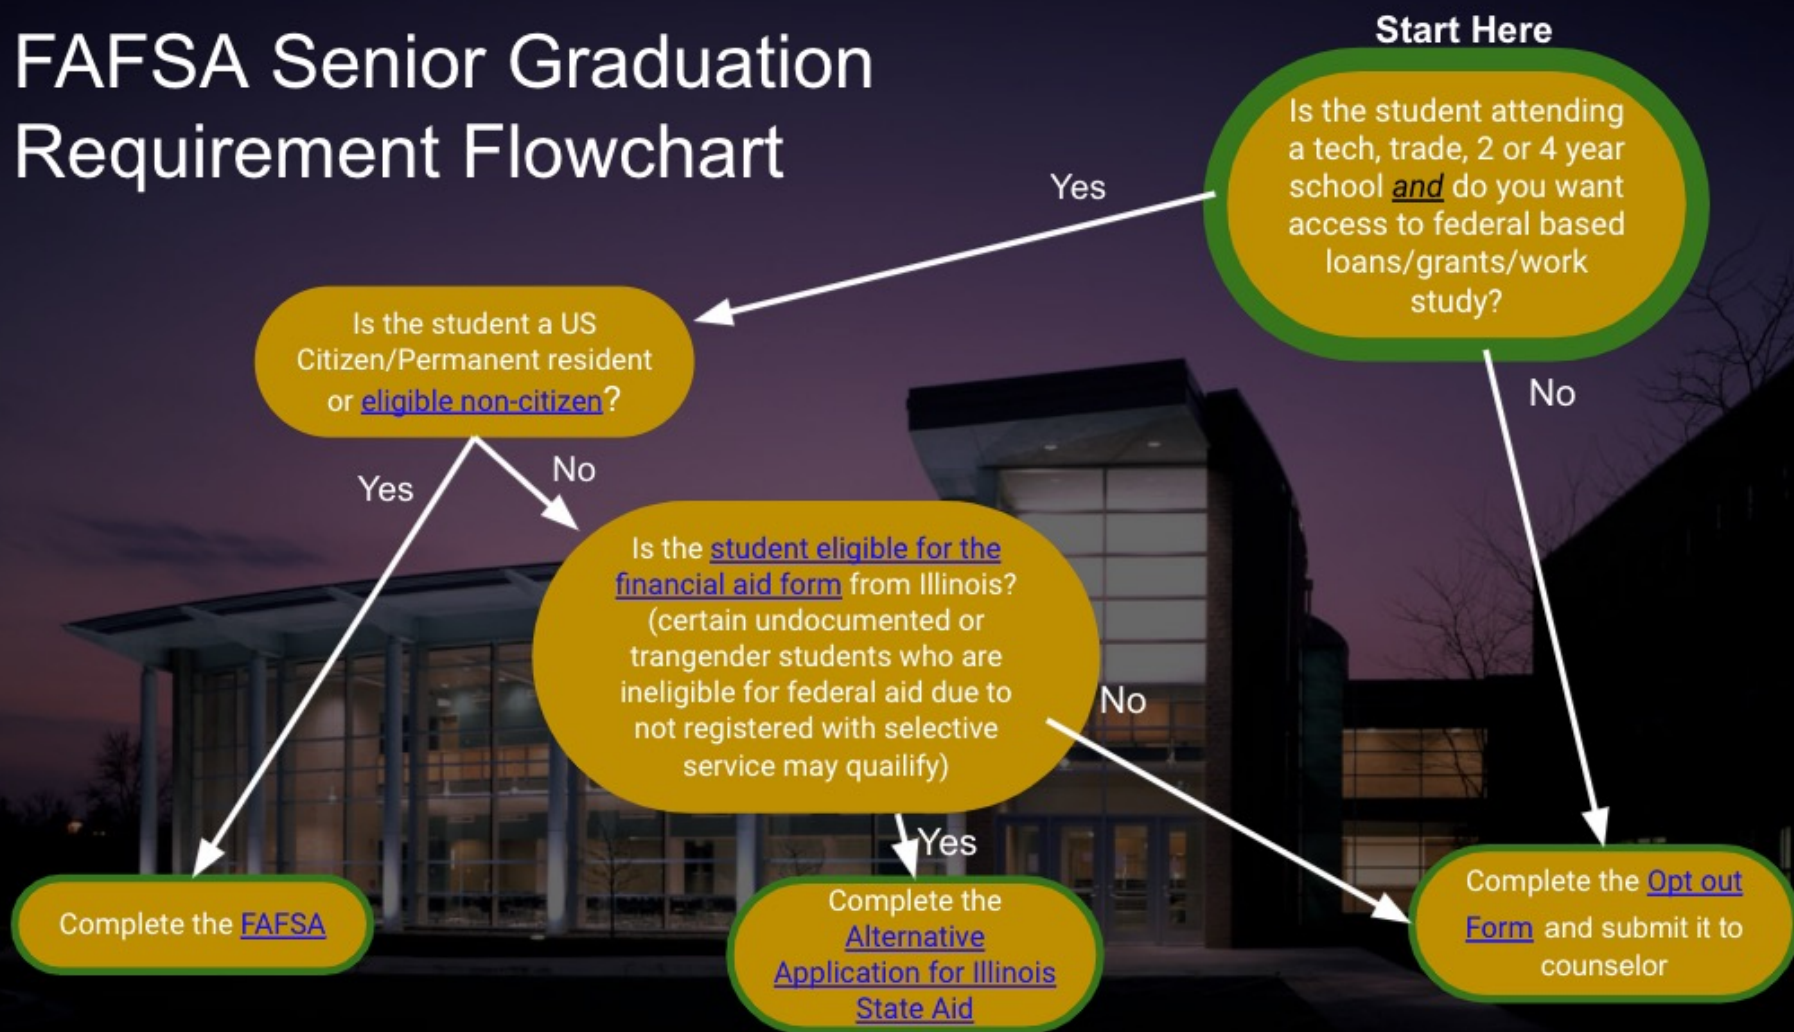 FAFSA Senior Graduation
Requirement Flowchart
Start Here
Is the student attending
a tech, trade, 2 or 4 year
school and do you want
access to federal based
loans/grants/work
study?
Yes
No
Is the student a US
Citizen/Permanent resident
or eligible non-citizen?
Yes
No
Is the student eligible for the
financial aid form from Illinois?
(certain undocumented or
trangender students who are
ineligible for federal aid due to
not registered with selective
service may quailify)
No
Yes
Complete the FAFSA
Complete the
Alternative
Application for Illinois
State Aid
Complete the Opt out
Form and submit it to
counselor